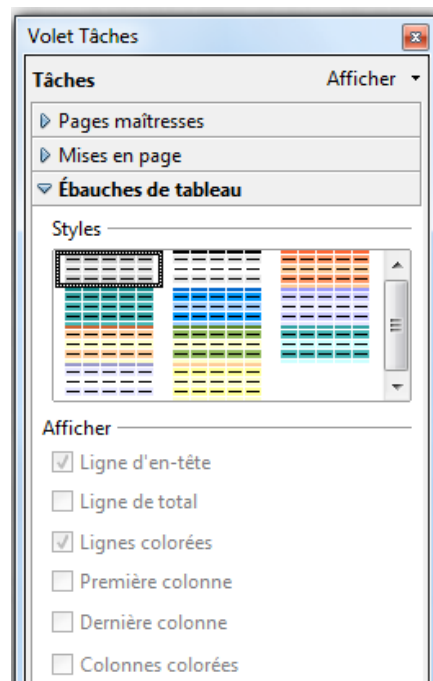 Volet Tâches
Tâches Afficher
Pages maîtresses
Mises en page
Ébauches de tableau
Styles
Afficher
Ligne d'en-tête
Ligne de total
Lignes colorées
Première colonne
Dernière colonne
Colonnes colorées